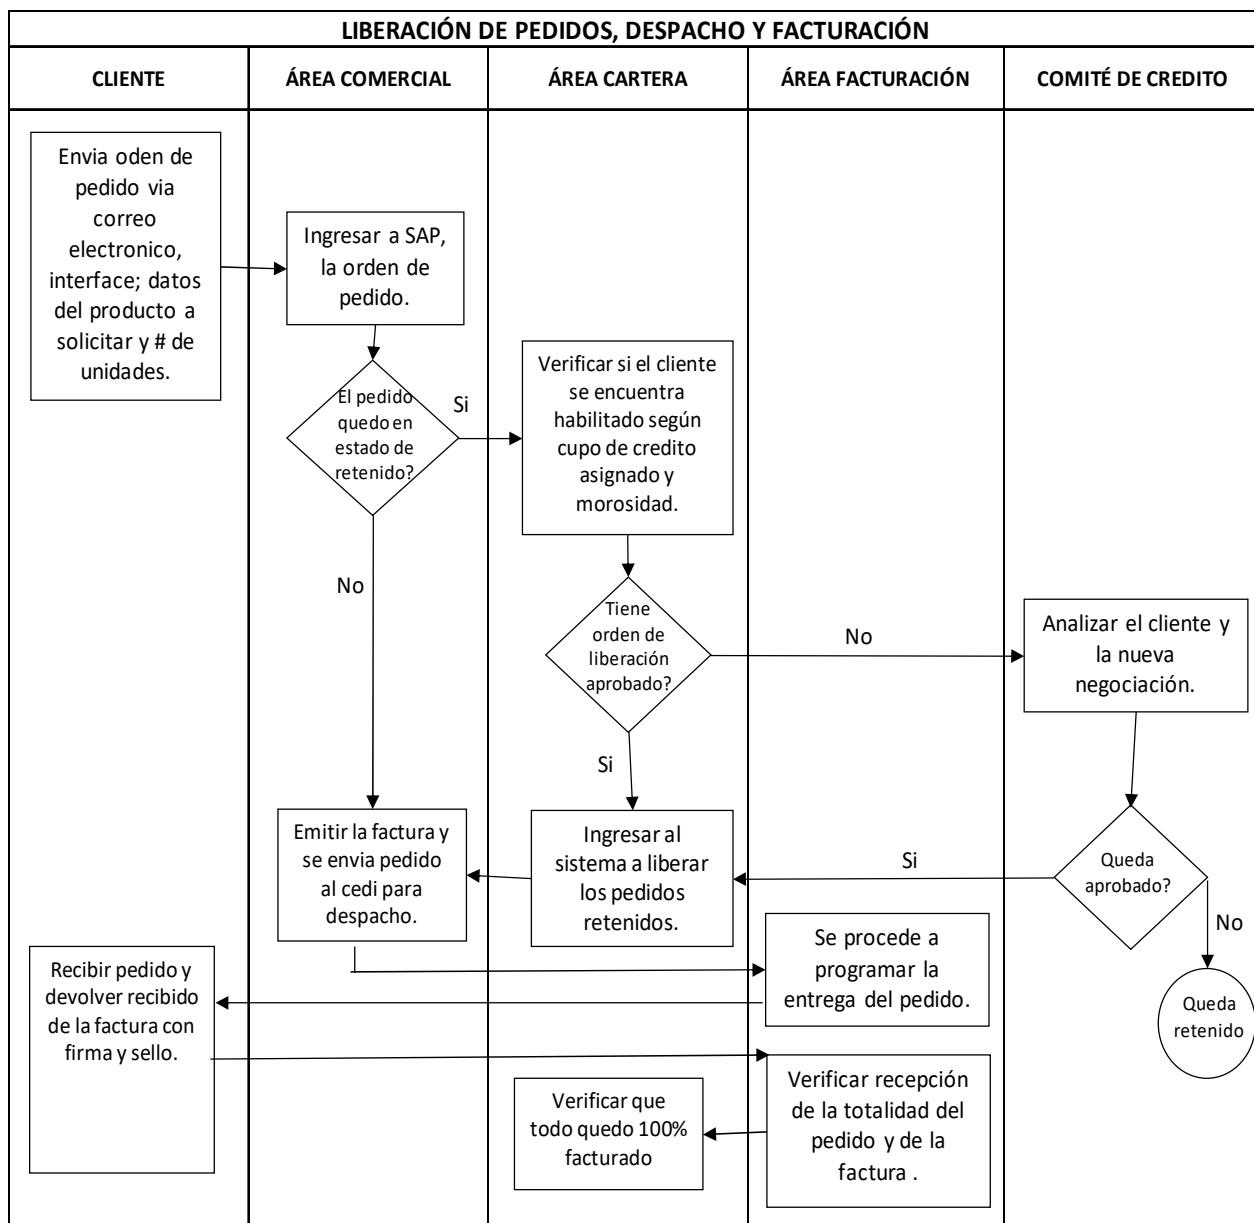 LIBERACIÓN DE PEDIDOS, DESPACHO Y FACTURACIÓN
CLIENTE
ÁREA COMERCIAL
ÁREA CARTERA
ÁREA FACTURACIÓN
COMITÉ DE CREDITO
Envia oden de
pedido via
correo
electronico,
interface; datos
del producto a
solicitar y # de
unidades.
Ingresar a SAP,
la orden de
pedido.
El pedido
quedo en
estado de
retenido?
Si
No
Verificar si el cliente
se encuentra
habilitado según
cupo de credito
asignado y
morosidad.
Tiene
orden de
liberación
aprobado?
No
Si
Analizar el cliente y
la nueva
negociación.
Queda
aprobado?
Si
No
Queda
retenido
Ingresar al
sistema a liberar
los pedidos
retenidos.
Emitir la factura y
se envia pedido
al cedi para
despacho.
Se procede a
programar la
entrega del pedido.
Recibir pedido y
devolver recibido
de la factura con
firma y sello.
Verificar recepción
de la totalidad del
pedido y de la
factura .
Verificar que
todo quedo 100%
facturado